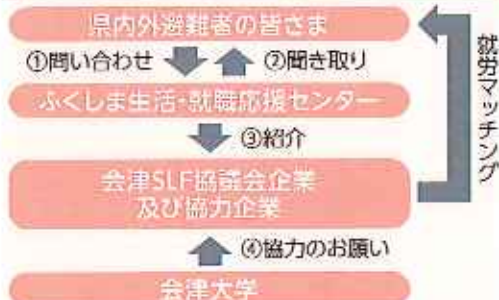 県内外避難者の皆さま
①問い合わせ ②聞き取り
ふくしま生活・就職応援センター
③紹介
会津SLF協議会企業
及び協力企業
④協力のお願い
会津大学
就労マッチング